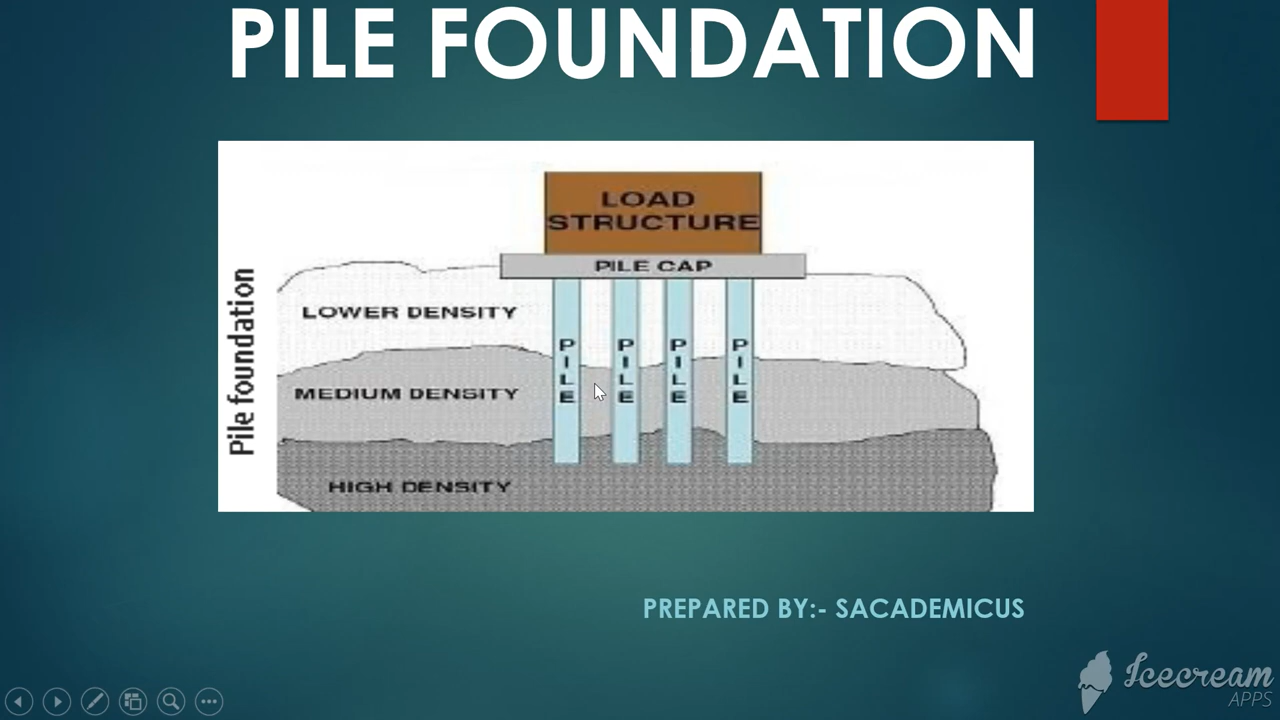 PILE FOUNDATION
Pile foundation
LOAD
STRUCTURE
PILE CAP
LOWER DENSITY
PILE
PILE
PILE
PILE
MEDIUM DENSITY
HIGH DENSITY
PREPARED BY:- SACADEMICUS
Icecream
APPS